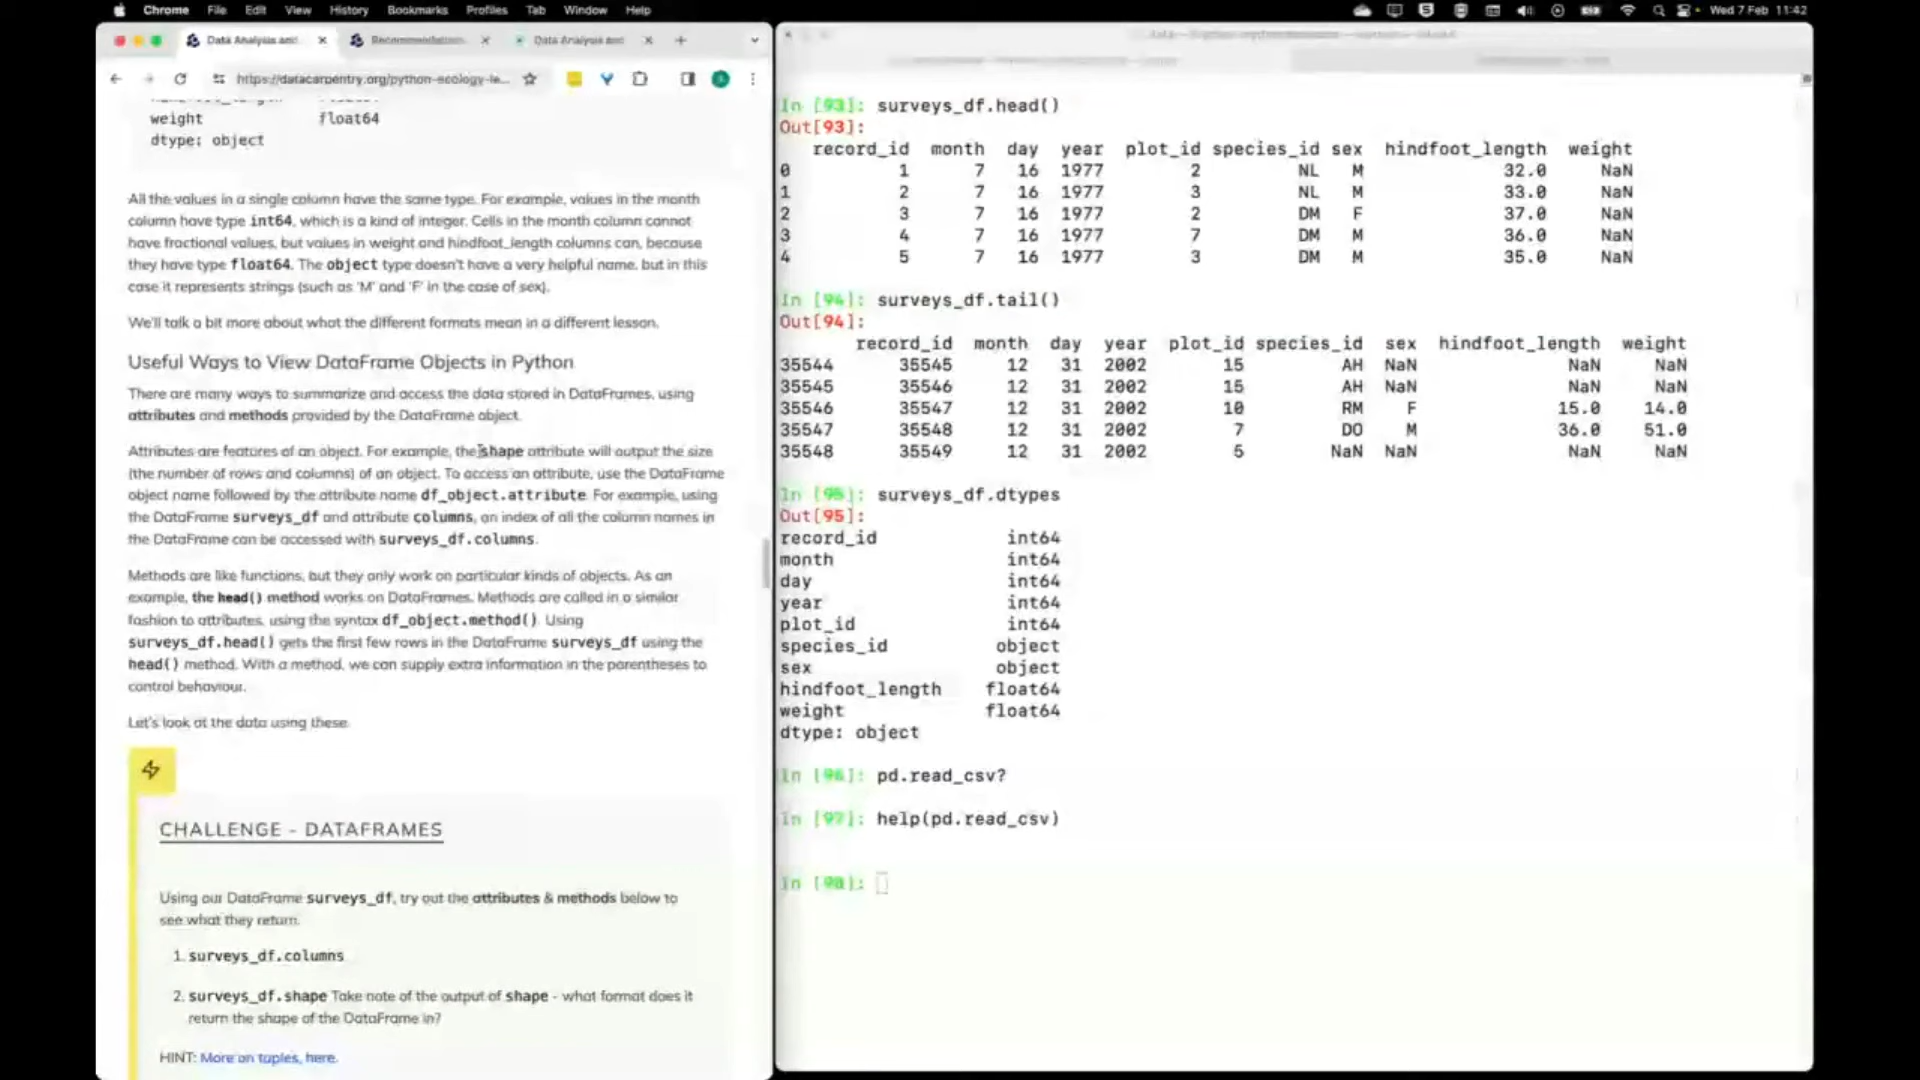 Chrome File Edit View History Bookmarks Profiles Tab Window Help Wed 7 Feb 11:42
Data Analysis and Recommendations Data Analysis and
https://datacarpentry.org/python-ecology-le...
weight float64
dtype: object
All the values in a single column have the same type. For example, values in the month
column have type int64, which is a kind of integer. Cells in the month column cannot
have fractional values, but values in weight and hindfoot_length columns can, because
they have type float64. The object type doesn't have a very helpful name, but in this
case it represents strings (such as 'M' and 'F' in the case of sex).
We'll talk a bit more about what the different formats mean in a different lesson.
Useful Ways to View DataFrame Objects in Python
There are many ways to summarize and access the data stored in DataFrames, using
attributes and methods provided by the DataFrame object.
Attributes are features of an object. For example, the shape attribute will output the size
(the number of rows and columns) of an object. To access an attribute, use the DataFrame
object name followed by the attribute name df_object.attribute. For example, using
the DataFrame surveys_df and attribute columns, an index of all the column names in
the DataFrame can be accessed with surveys_df.columns.
Methods are like functions, but they only work on particular kinds of objects. As an
example, the head() method works on DataFrames. Methods are called in a similar
fashion to attributes, using the syntax df_object.method(). Using
surveys_df.head() gets the first few rows in the DataFrame surveys_df using the
head() method. With a method, we can supply extra information in the parentheses to
control behaviour.
Let's look at the data using these.
CHALLENGE - DATAFRAMES
Using our DataFrame surveys_df, try out the attributes & methods below to
see what they return.
1. surveys_df.columns
2. surveys_df.shape Take note of the output of shape - what format does it
return the shape of the DataFrame in?
HINT: More on tuples, here.
In [93]: surveys_df.head()
Out[93]:
record_id month day year plot_id species_id sex hindfoot_length weight
0 1 7 16 1977 2 NL M 32.0 NaN
1 2 7 16 1977 3 NL M 33.0 NaN
2 3 7 16 1977 2 DM F 37.0 NaN
3 4 7 16 1977 7 DM M 36.0 NaN
4 5 7 16 1977 3 DM M 35.0 NaN
In [94]: surveys_df.tail()
Out[94]:
record_id month day year plot_id species_id sex hindfoot_length weight
35544 35545 12 31 2002 15 AH NaN NaN NaN
35545 35546 12 31 2002 15 AH NaN NaN NaN
35546 35547 12 31 2002 10 RM F 15.0 14.0
35547 35548 12 31 2002 7 DO M 36.0 51.0
35548 35549 12 31 2002 5 NaN NaN NaN NaN
In [95]: surveys_df.dtypes
Out[95]:
record_id int64
month int64
day int64
year int64
plot_id int64
species_id object
sex object
hindfoot_length float64
weight float64
dtype: object
In [96]: pd.read_csv?
In [97]: help(pd.read_csv)
In [98]: